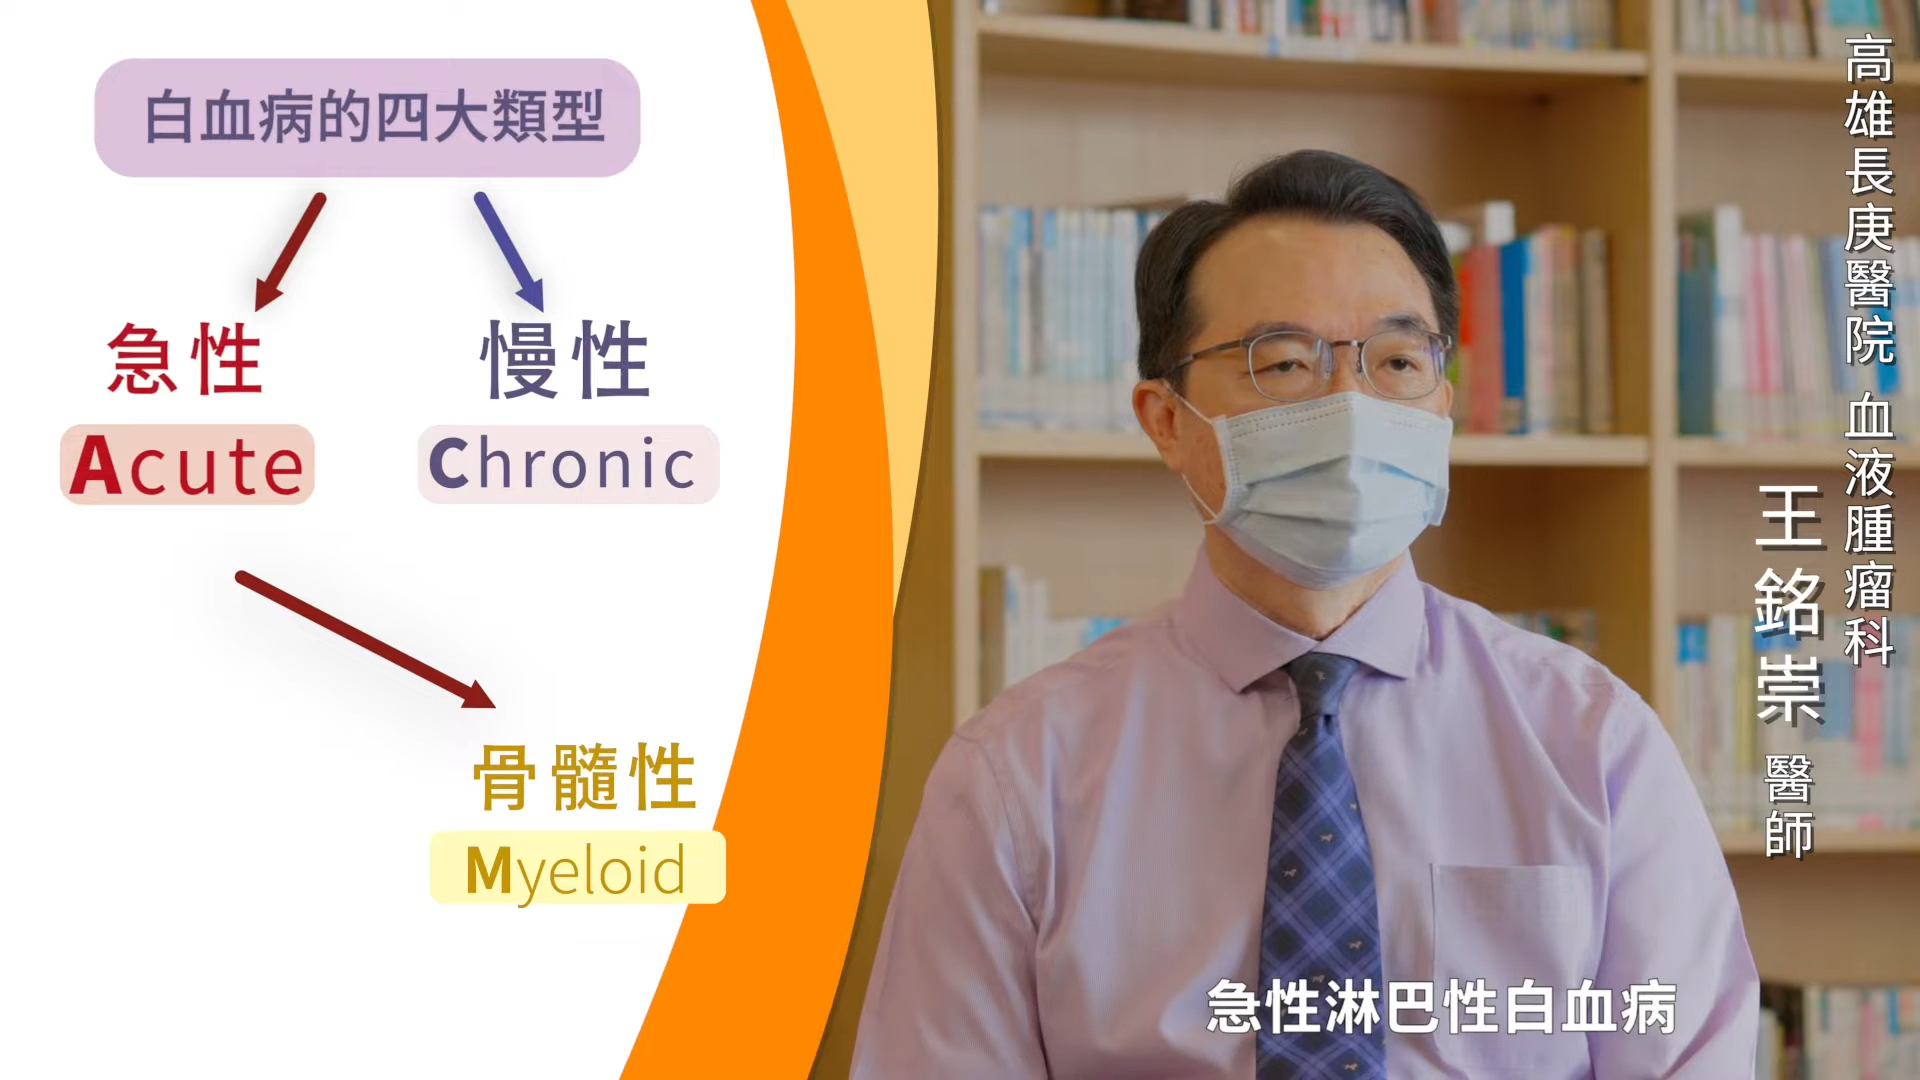 白血病的四大類型
急性
慢性
Acute
Chronic
骨髓性
Myeloid
高雄長庚醫院 血液腫瘤科
王銘崇 醫師
急性淋巴性白血病